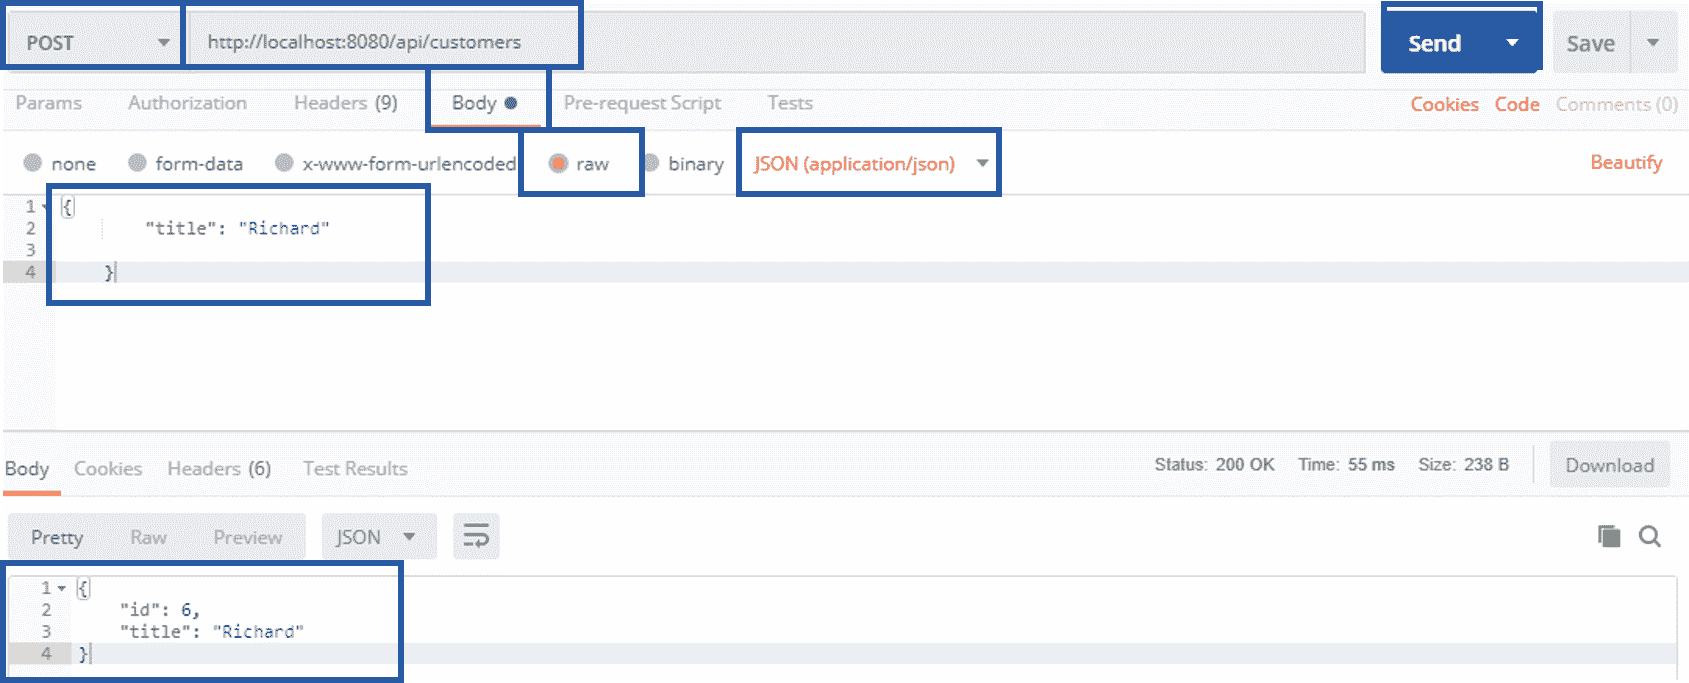 POST http://localhost:8080/api/customers Send Save
Params Authorization Headers (9) Body Pre-request Script Tests Cookies Code Comments (0)
none form-data x-www-form-urlencoded raw binary JSON (application/json) Beautify
1 {
2 "title": "Richard"
3
4 }
Body Cookies Headers (6) Test Results Status: 200 OK Time: 55 ms Size: 238 B Download
Pretty Raw Preview JSON
1 {
2 "id": 6,
3 "title": "Richard"
4 }